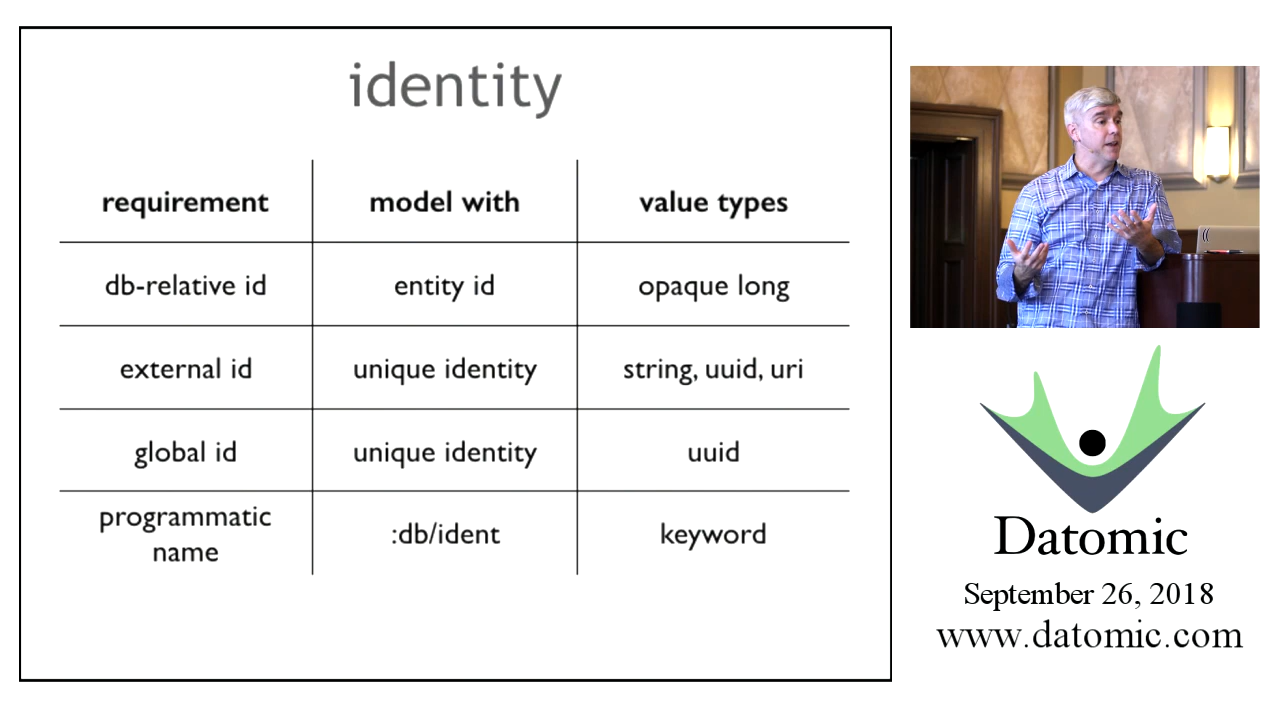 identity
requirement model with value types
db-relative id entity id opaque long
external id unique identity string, uuid, uri
global id unique identity uuid
programmatic name :db/ident keyword
Datomic
September 26, 2018
www.datomic.com